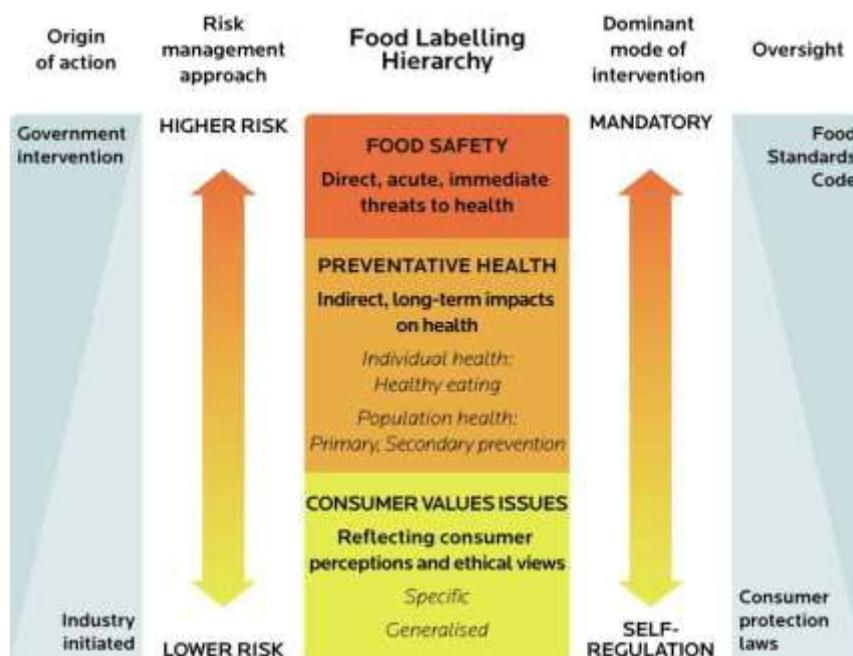 Origin
of action
Risk
management
approach
Food Labelling
Hierarchy
Dominant
mode of
intervention
Oversight
Government
intervention
HIGHER RISK
FOOD SAFETY
Direct, acute, immediate
threats to health
MANDATORY
Food
Standards
Code
PREVENTATIVE HEALTH
Indirect, long-term impacts
on health
Individual health:
Healthy eating
Population health:
Primary, Secondary prevention
CONSUMER VALUES ISSUES
Reflecting consumer
perceptions and ethical views
Specific
Generalised
Industry
initiated
LOWER RISK
SELF-
REGULATION
Consumer
protection
laws